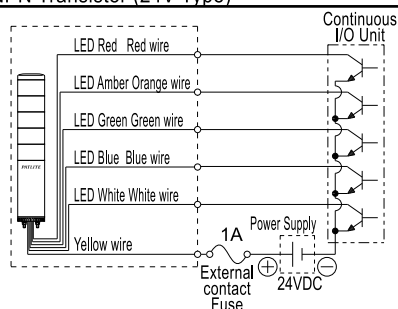 NPN Transistor (24V Type)
Continuous
I/O Unit
LED Red Red wire
LED Amber Orange wire
LED Green Green wire
LED Blue Blue wire
LED White White wire
PATLITE
Yellow wire
1A
Power Supply
External
contact
Fuse
24VDC